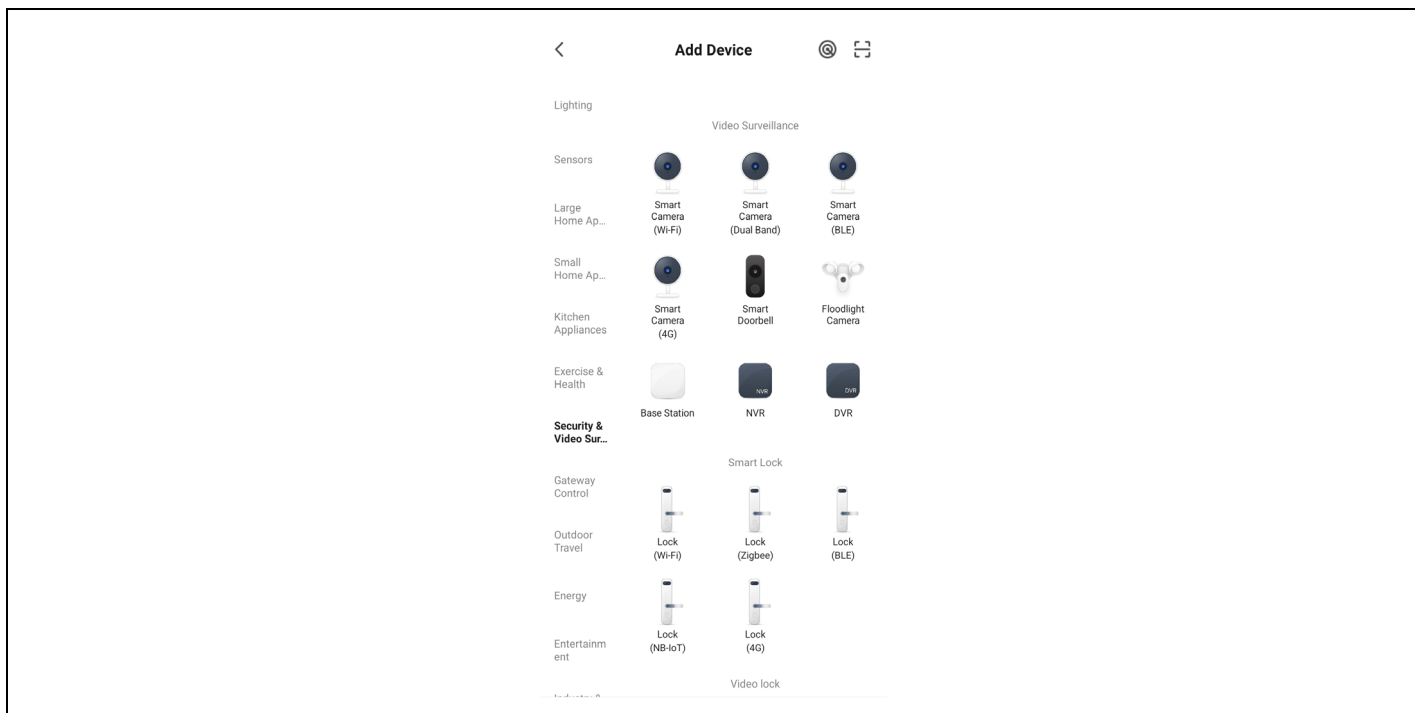 Add Device
Lighting
Sensors
Large
Home Ap...
Small
Home Ap...
Kitchen
Appliances
Exercise &
Health
Security &
Video Sur...
Gateway
Control
Outdoor
Travel
Energy
Entertainm
ent
Video Surveillance
Smart
Camera
(Wi-Fi)
Smart
Camera
(Dual Band)
Smart
Camera
(BLE)
Smart
Camera
(4G)
Smart
Doorbell
Floodlight
Camera
Base Station
NVR
NVR
DVR
DVR
Smart Lock
Lock
(Wi-Fi)
Lock
(Zigbee)
Lock
(BLE)
Lock
(NB-IoT)
Lock
(4G)
Video lock